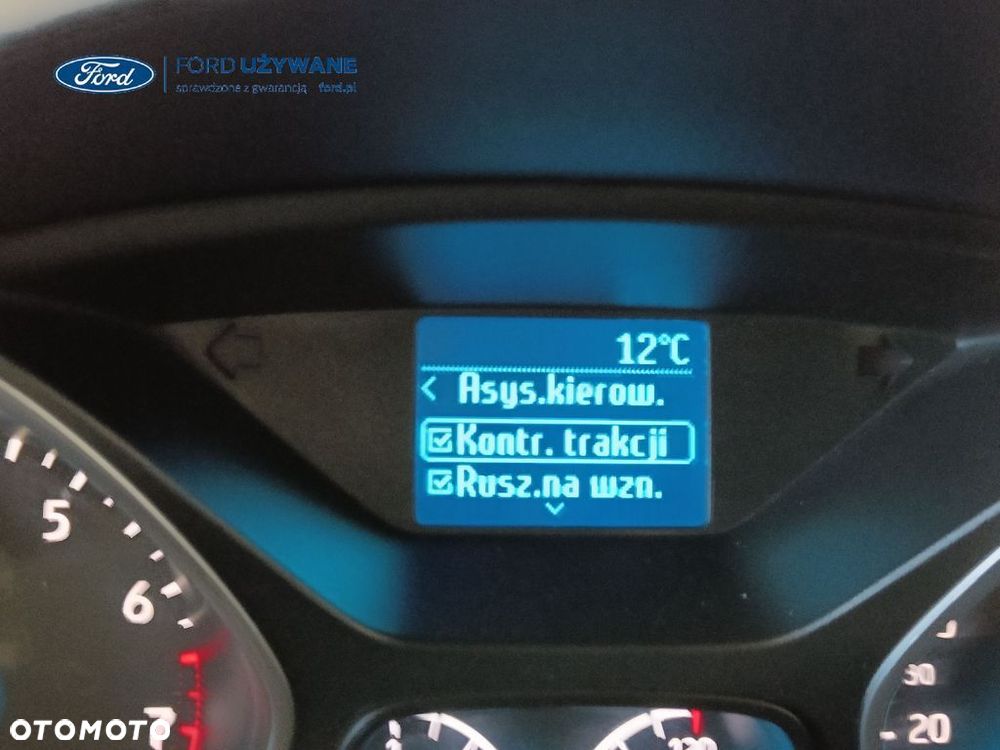 Ford
FORD UŻYWANE
sprawdzone z gwarancją ford.pl
12°C
< Asys.kierow.
Kontr. trakcji
Rusz.na wzn.
5
6
7
30
20
120
OTOMOTO